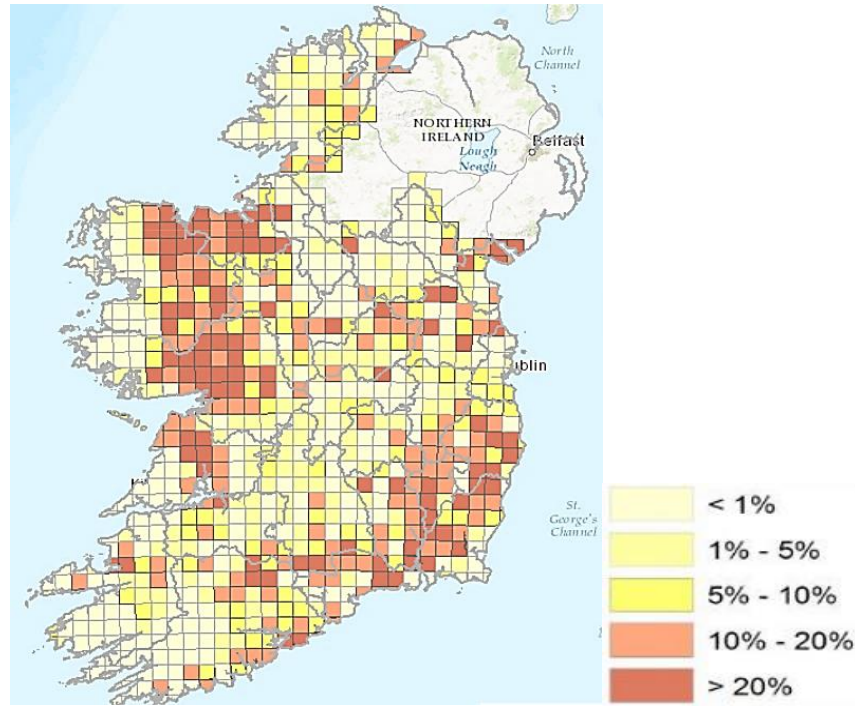 North
Channel
NORTHERN
IRELAND
Belfast
Lough
Neagh
ublin
St.
George's
Channel
< 1%
1% - 5%
5% - 10%
10% - 20%
> 20%